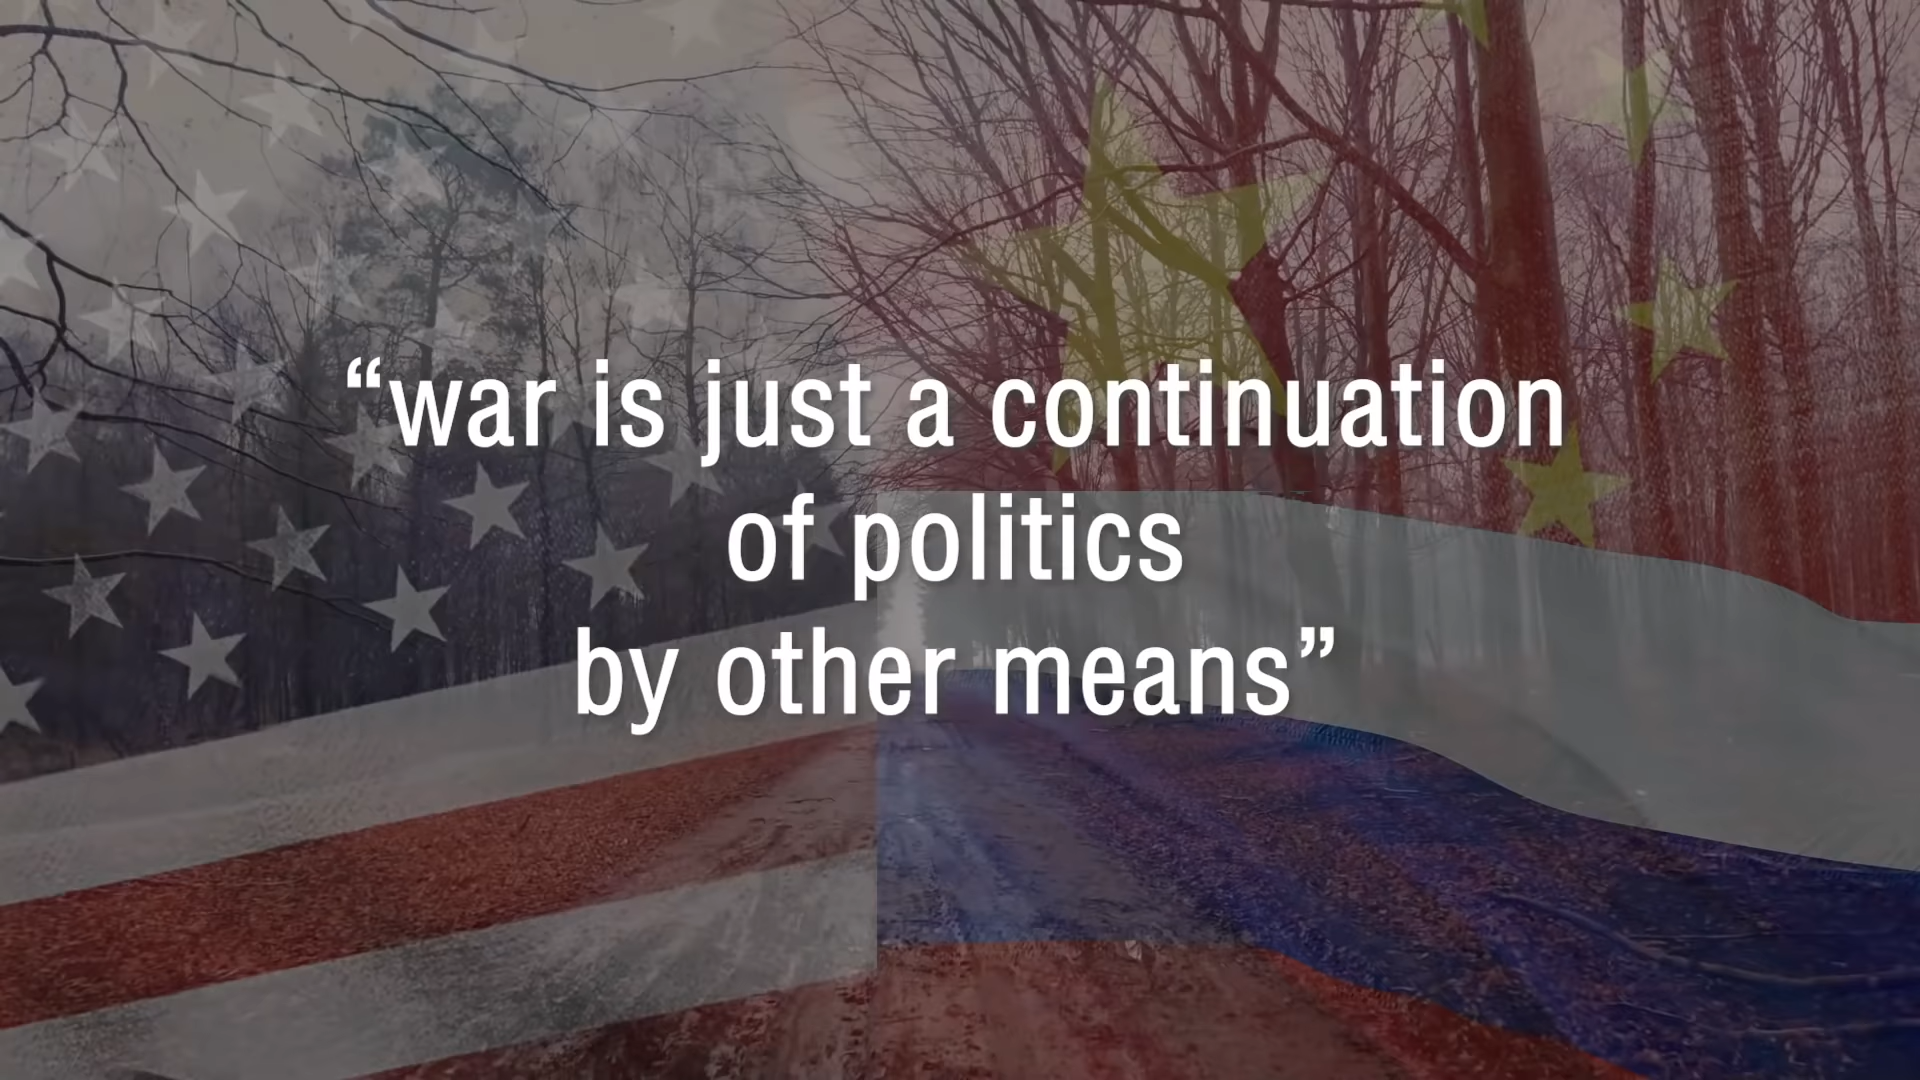 “war is just a continuation
of politics
by other means”